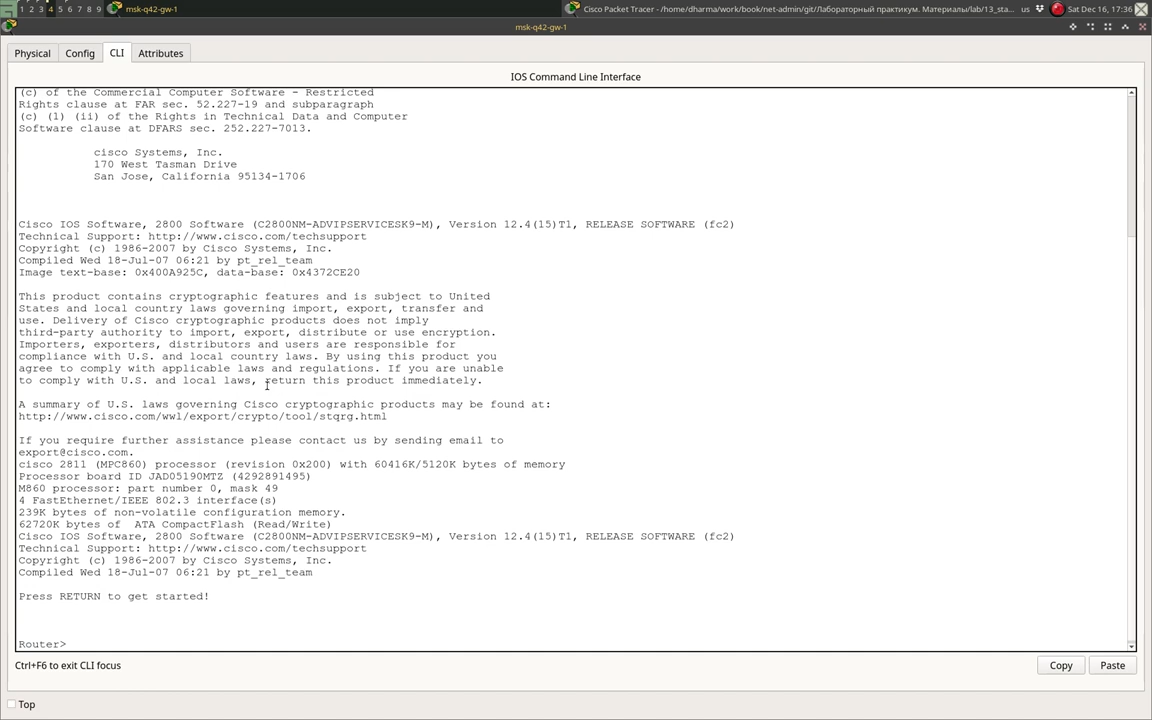 1 2 3 4 5 6 7 8 9 msk-q42-gw-1 Cisco Packet Tracer - /home/dharma/work/book/net-admin/git/Лабораторный практикум. Материалы/lab/13_sta... us Sat Dec 16, 17:36
msk-q42-gw-1
Physical Config CLI Attributes
IOS Command Line Interface
(c) of the Commercial Computer Software - Restricted
Rights clause at FAR sec. 52.227-19 and subparagraph
(c) (1) (ii) of the Rights in Technical Data and Computer
Software clause at DFARS sec. 252.227-7013.
cisco Systems, Inc.
170 West Tasman Drive
San Jose, California 95134-1706
Cisco IOS Software, 2800 Software (C2800NM-ADVIPSERVICESK9-M), Version 12.4(15)T1, RELEASE SOFTWARE (fc2)
Technical Support: http://www.cisco.com/techsupport
Copyright (c) 1986-2007 by Cisco Systems, Inc.
Compiled Wed 18-Jul-07 06:21 by pt_rel_team
Image text-base: 0x400A925C, data-base: 0x4372CE20
This product contains cryptographic features and is subject to United
States and local country laws governing import, export, transfer and
use. Delivery of Cisco cryptographic products does not imply
third-party authority to import, export, distribute or use encryption.
Importers, exporters, distributors and users are responsible for
compliance with U.S. and local country laws. By using this product you
agree to comply with applicable laws and regulations. If you are unable
to comply with U.S. and local laws, return this product immediately.
A summary of U.S. laws governing Cisco cryptographic products may be found at:
http://www.cisco.com/wwl/export/crypto/tool/stqrg.html
If you require further assistance please contact us by sending email to
export@cisco.com.
cisco 2811 (MPC860) processor (revision 0x200) with 60416K/5120K bytes of memory
Processor board ID JAD05190MTZ (4292891495)
M860 processor: part number 0, mask 49
4 FastEthernet/IEEE 802.3 interface(s)
239K bytes of non-volatile configuration memory.
62720K bytes of ATA CompactFlash (Read/Write)
Cisco IOS Software, 2800 Software (C2800NM-ADVIPSERVICESK9-M), Version 12.4(15)T1, RELEASE SOFTWARE (fc2)
Technical Support: http://www.cisco.com/techsupport
Copyright (c) 1986-2007 by Cisco Systems, Inc.
Compiled Wed 18-Jul-07 06:21 by pt_rel_team
Press RETURN to get started!
Router>
Ctrl+F6 to exit CLI focus Copy Paste
Top